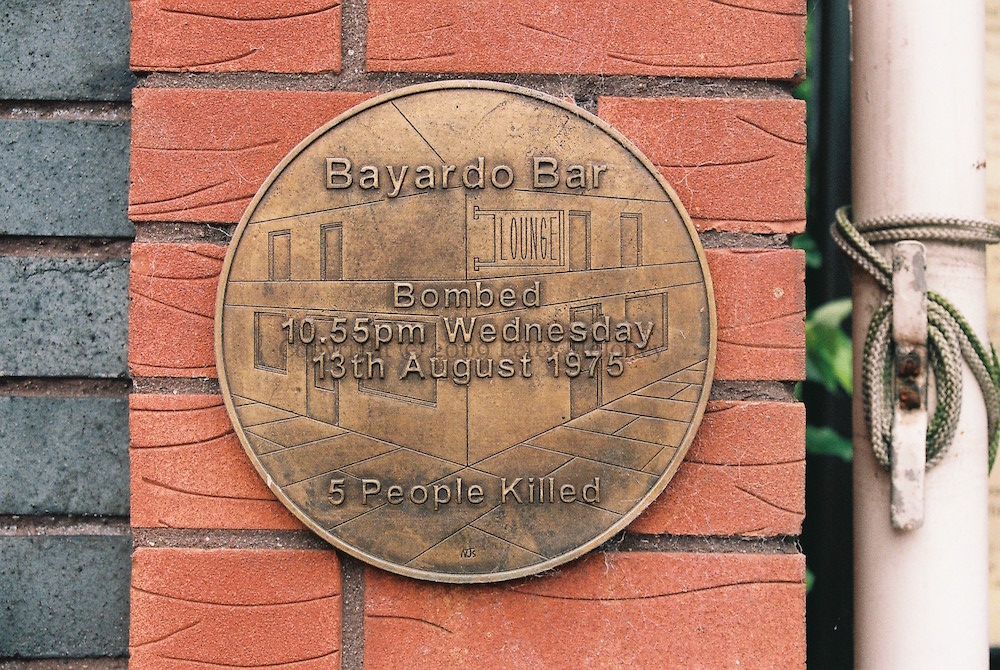 Bayardo Bar
LOUNGE
Bombed
10.55pm Wednesday
13th August 1975
5 People Killed